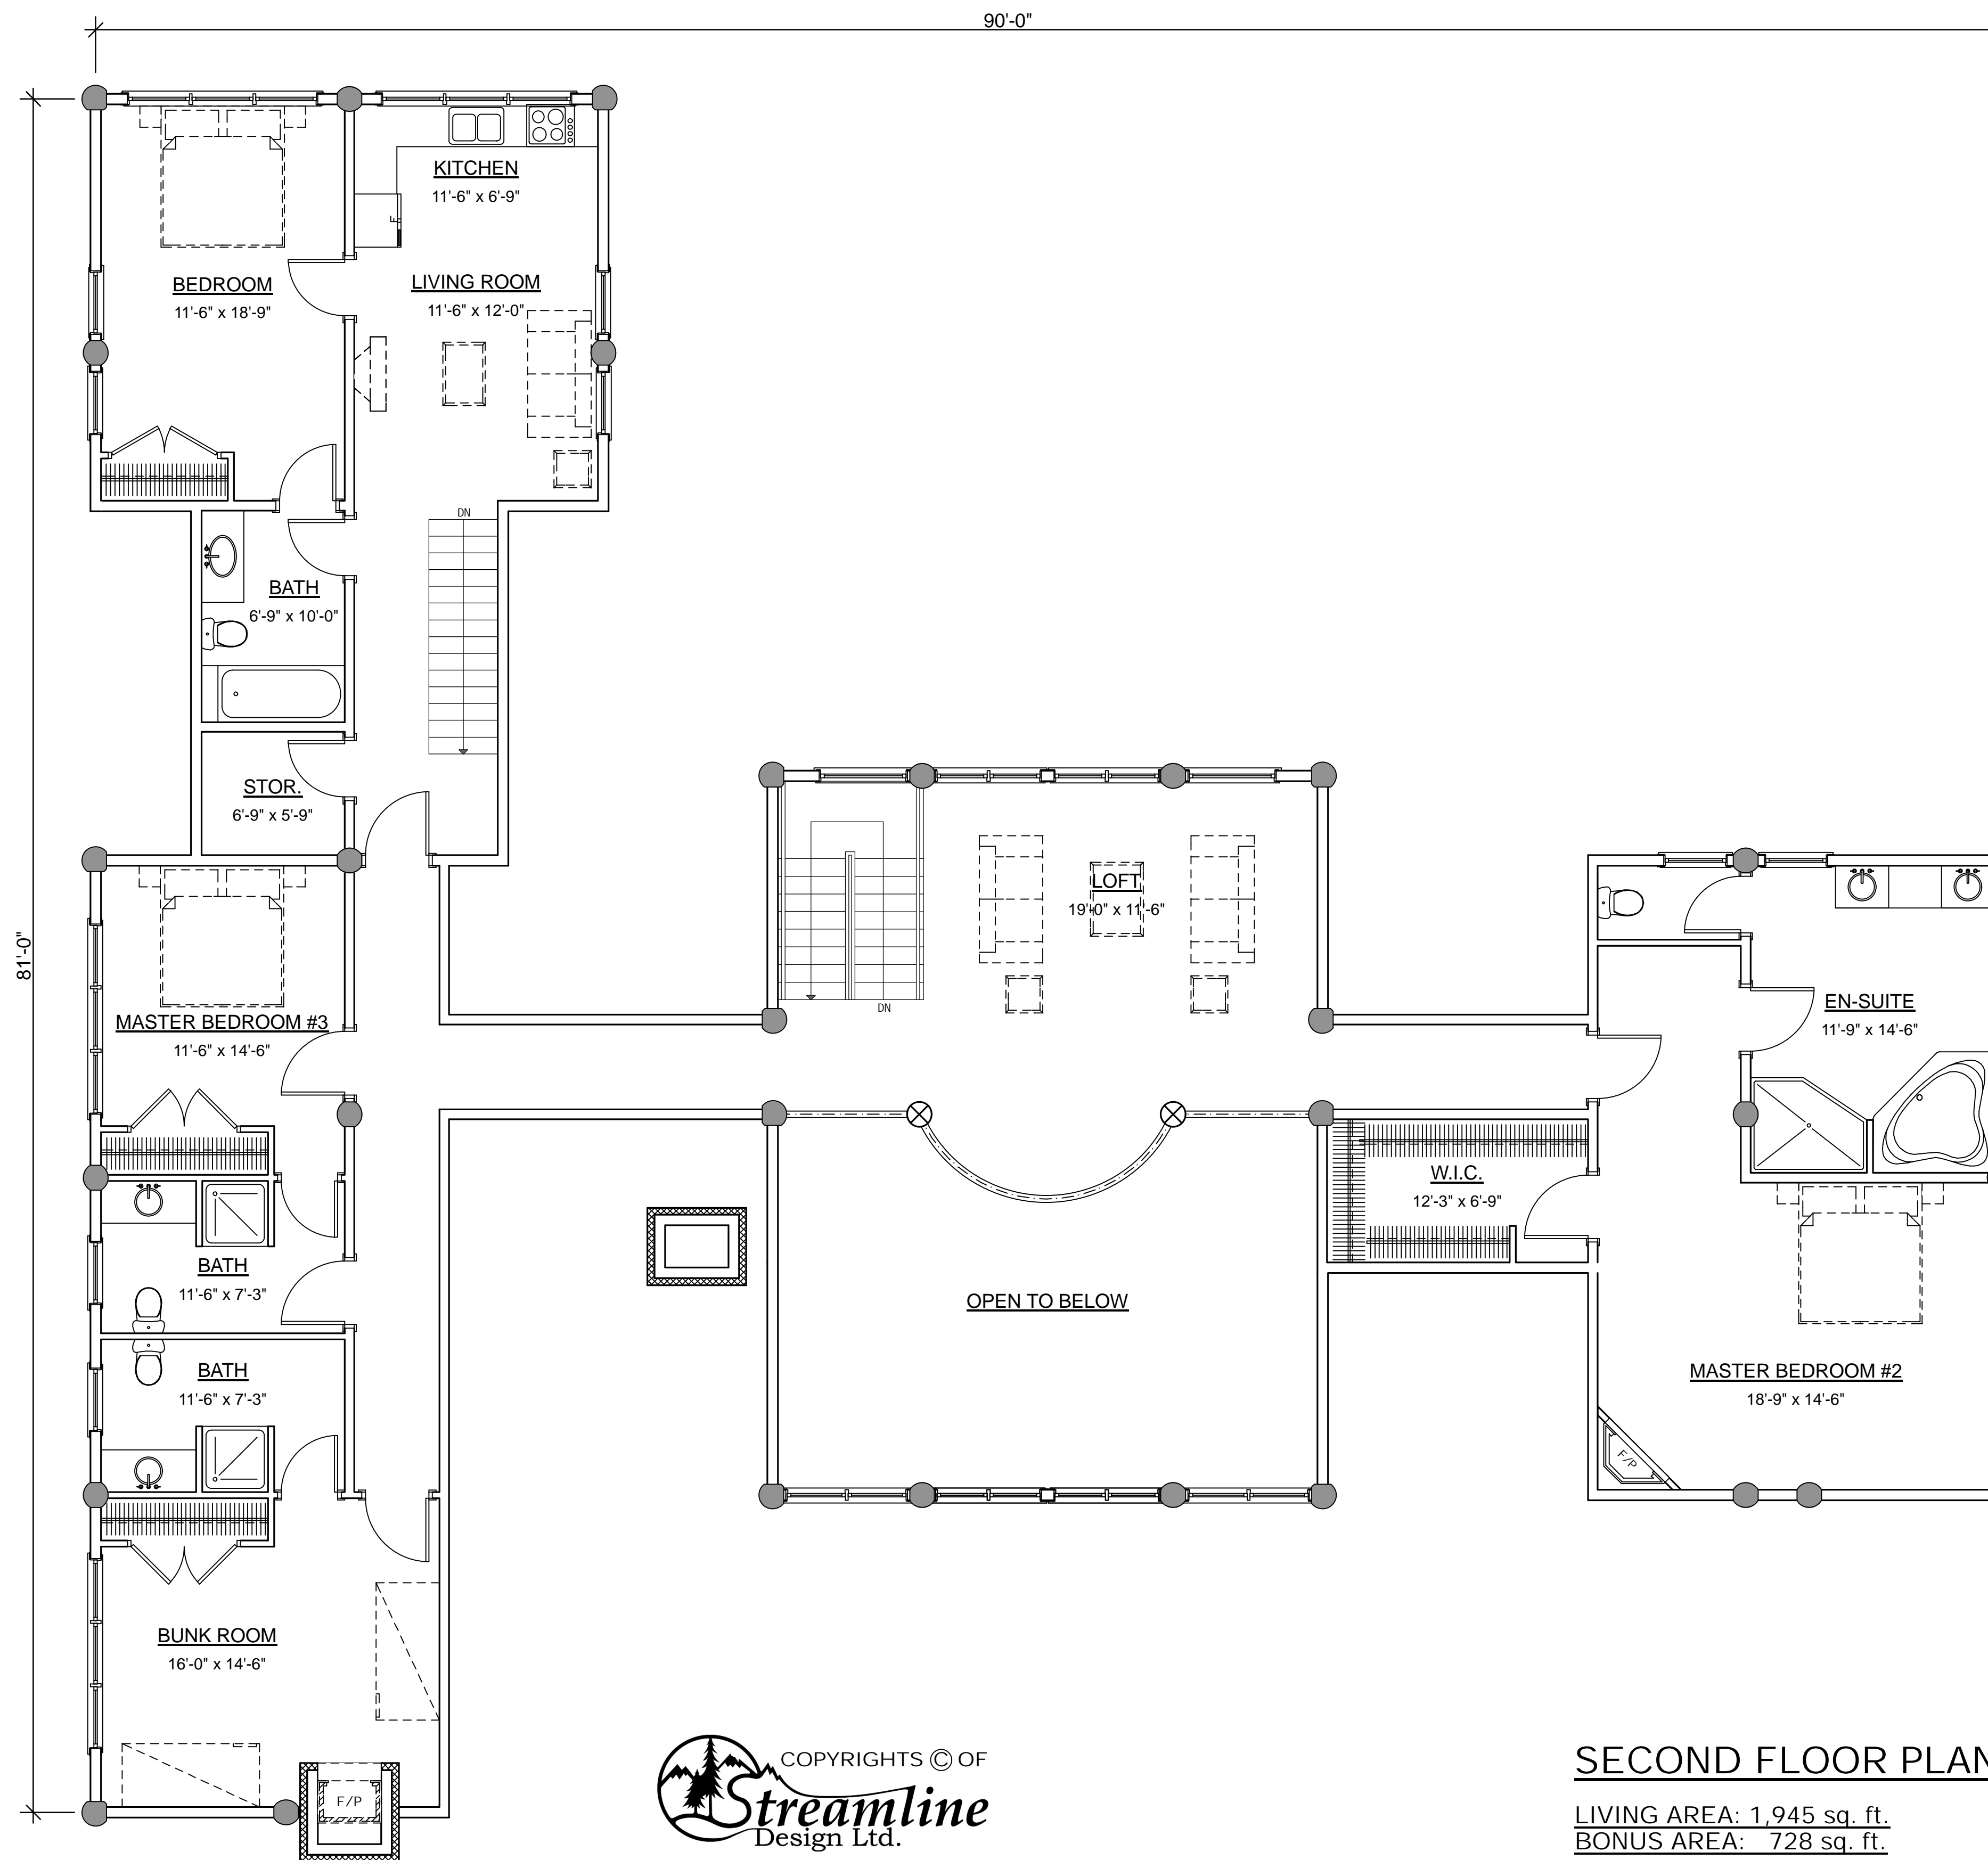 90'-0"
81'-0"
KITCHEN
11'-6" x 6'-9"
F
BEDROOM
11'-6" x 18'-9"
LIVING ROOM
11'-6" x 12'-0"
DN
BATH
6'-9" x 10'-0"
STOR.
6'-9" x 5'-9"
LOFT
19'-0" x 11'-6"
DN
MASTER BEDROOM #3
11'-6" x 14'-6"
EN-SUITE
11'-9" x 14'-6"
W.I.C.
12'-3" x 6'-9"
BATH
11'-6" x 7'-3"
OPEN TO BELOW
BATH
11'-6" x 7'-3"
MASTER BEDROOM #2
18'-9" x 14'-6"
F/P
BUNK ROOM
16'-0" x 14'-6"
F/P
COPYRIGHTS © OF
Streamline
Design Ltd.
SECOND FLOOR PLAN
LIVING AREA: 1,945 sq. ft.
BONUS AREA: 728 sq. ft.